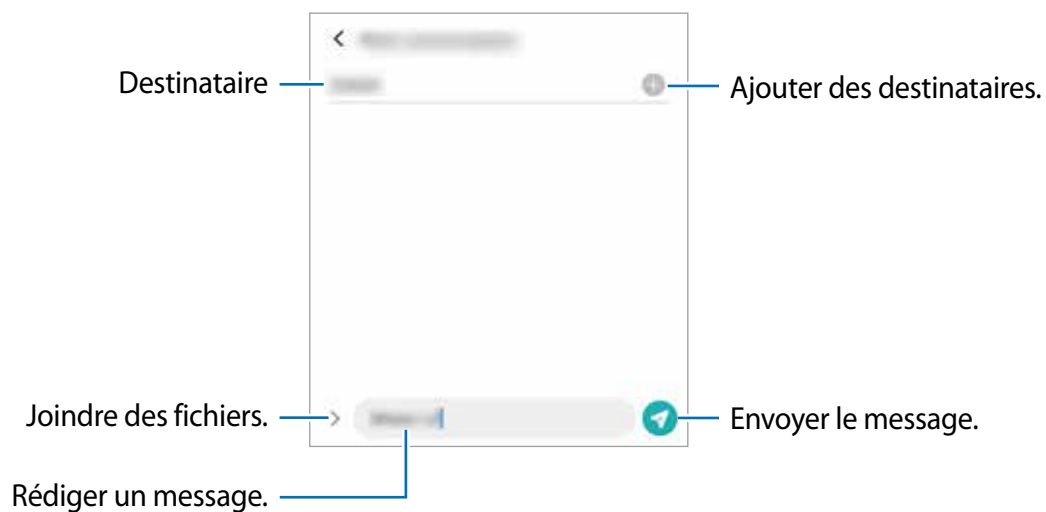 Destinataire
Ajouter des destinataires.
Joindre des fichiers.
Envoyer le message.
Rédiger un message.